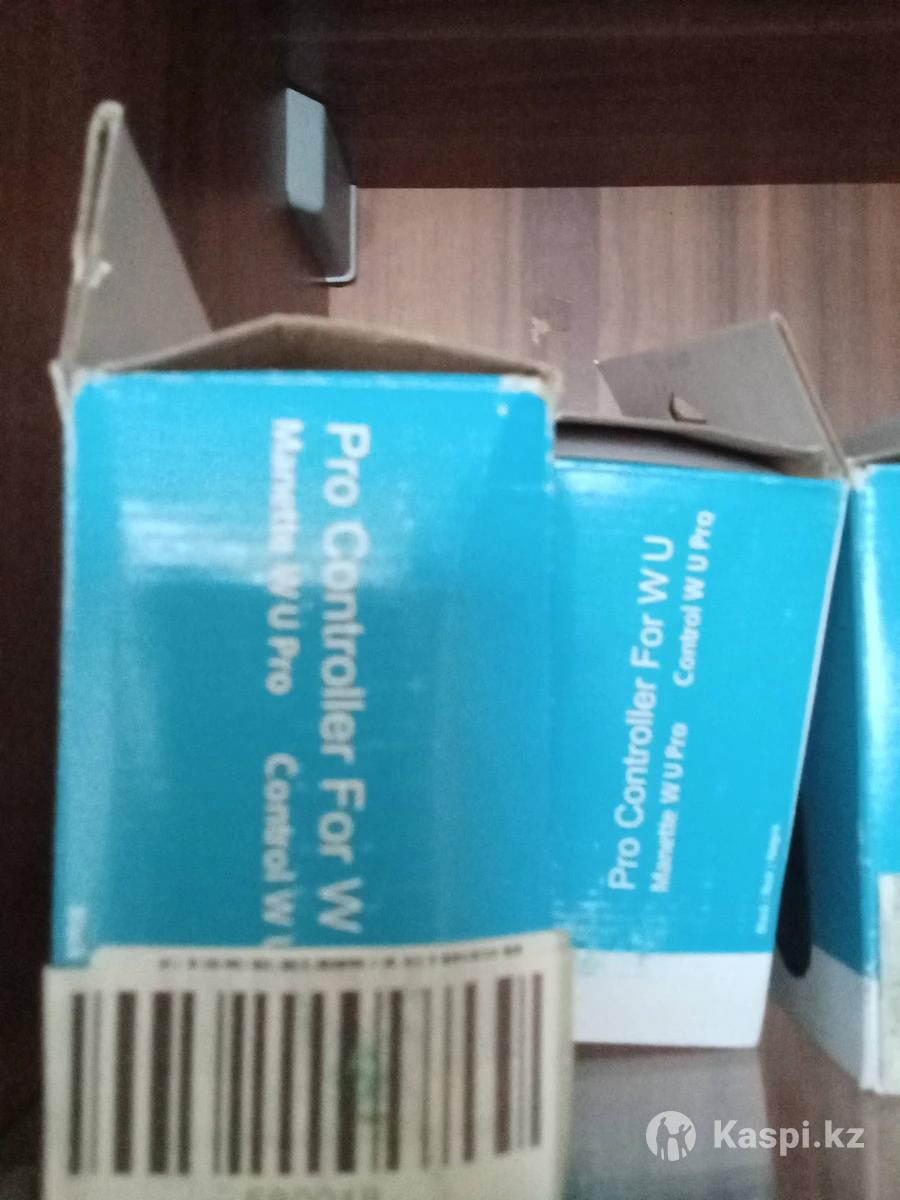 Pro Controller For W
Manette W U Pro Control W U
Pro Controller For W U
Manette W U Pro Control W U Pro
Kaspi.kz